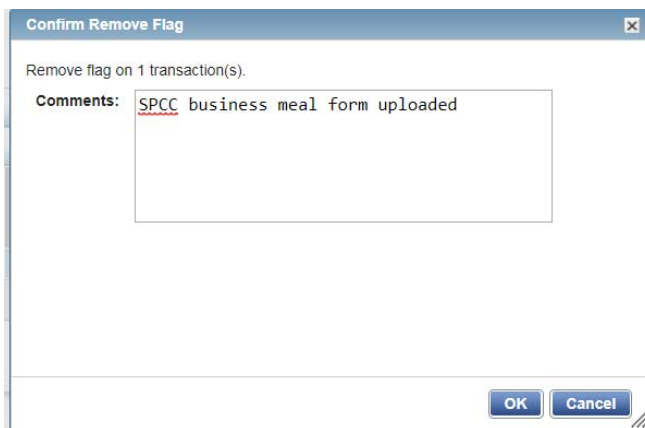 Confirm Remove Flag
Remove flag on 1 transaction(s).
Comments: SPCC business meal form uploaded
OK Cancel